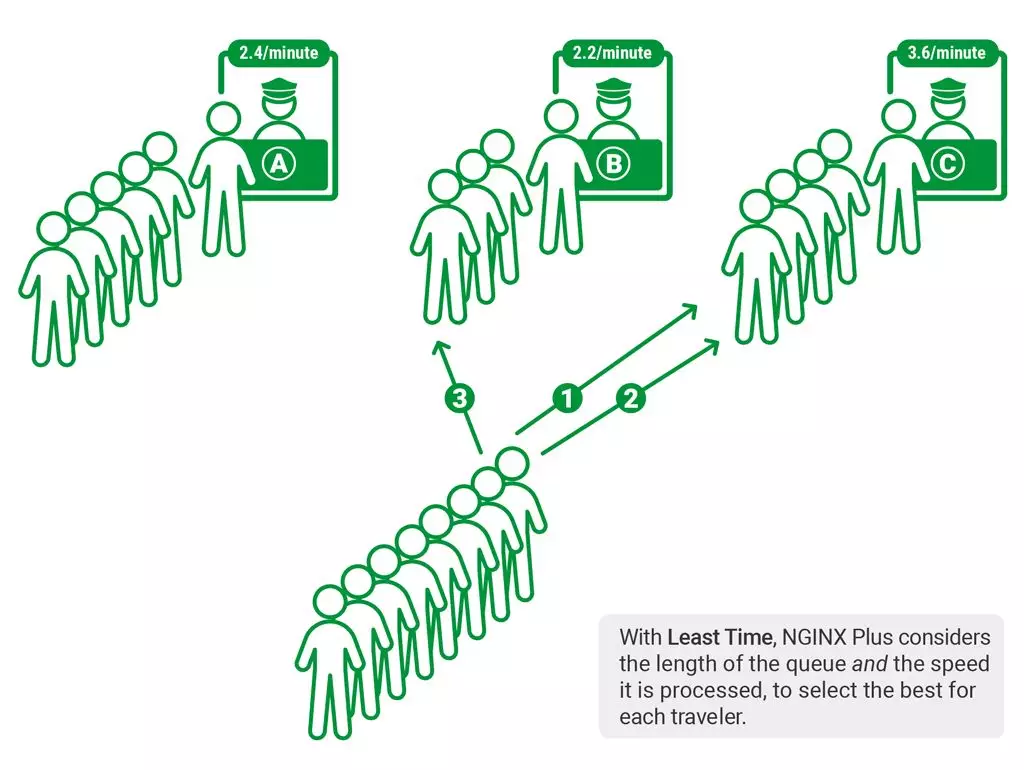 2.4/minute
2.2/minute
3.6/minute
A
B
C
3
1
2
With Least Time, NGINX Plus considers
the length of the queue and the speed
it is processed, to select the best for
each traveler.